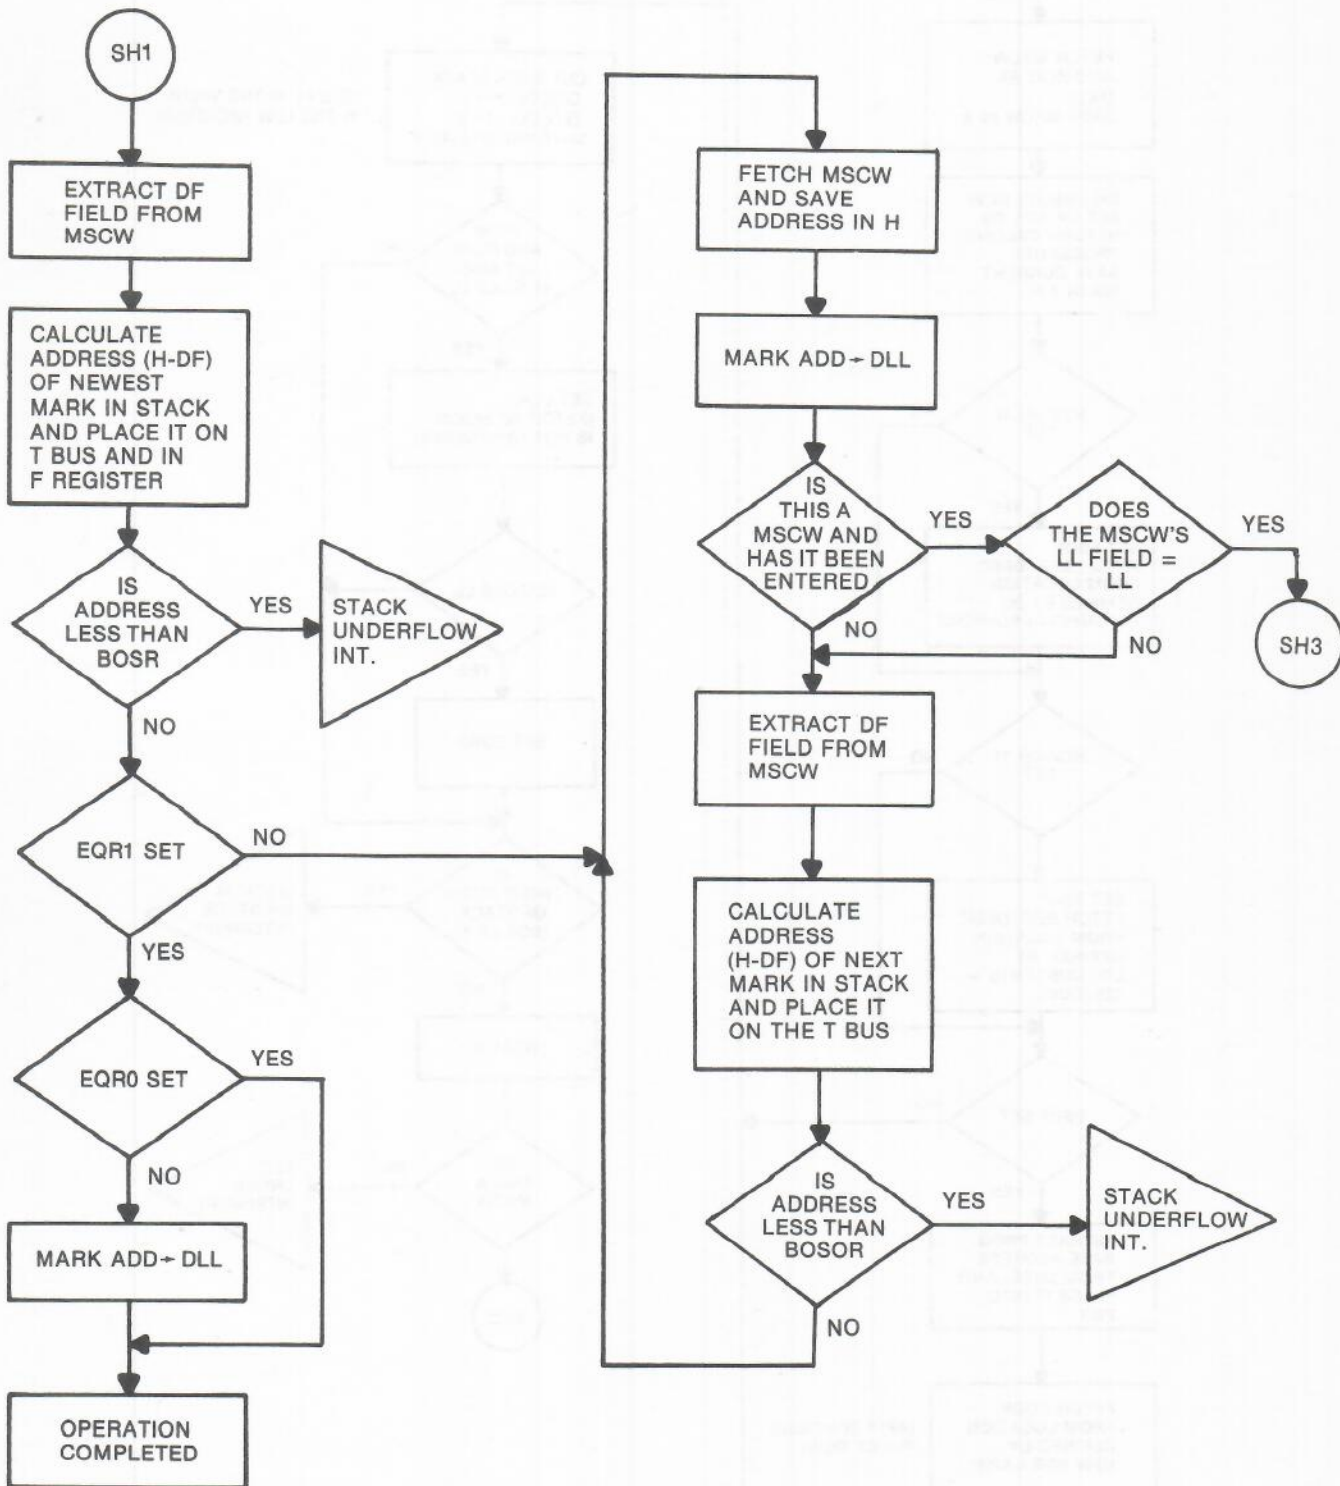 SH1
EXTRACT DF
FIELD FROM
MSCW
CALCULATE
ADDRESS (H-DF)
OF NEWEST
MARK IN STACK
AND PLACE IT ON
T BUS AND IN
F REGISTER
IS
ADDRESS
LESS THAN
BOSR
YES
STACK
UNDERFLOW
INT.
NO
EQR1 SET
NO
YES
EQR0 SET
YES
NO
MARK ADD → DLL
OPERATION
COMPLETED
FETCH MSCW
AND SAVE
ADDRESS IN H
MARK ADD → DLL
IS
THIS A
MSCW AND
HAS IT BEEN
ENTERED
YES
NO
DOES
THE MSCW'S
LL FIELD =
LL
YES
NO
SH3
EXTRACT DF
FIELD FROM
MSCW
CALCULATE
ADDRESS
(H-DF) OF NEXT
MARK IN STACK
AND PLACE IT
ON THE T BUS
IS
ADDRESS
LESS THAN
BOSOR
YES
STACK
UNDERFLOW
INT.
NO